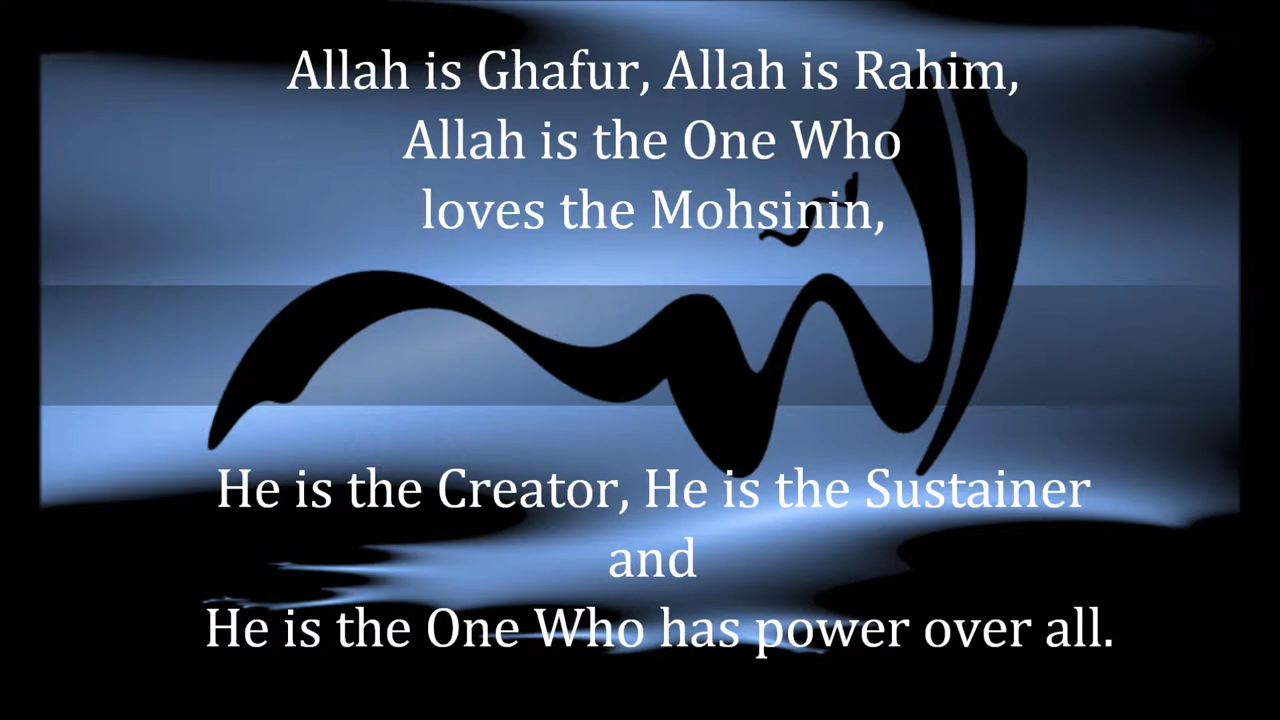 Allah is Ghafur, Allah is Rahim,
Allah is the One Who
loves the Mohsinin,
الله
He is the Creator, He is the Sustainer
and
He is the One Who has power over all.